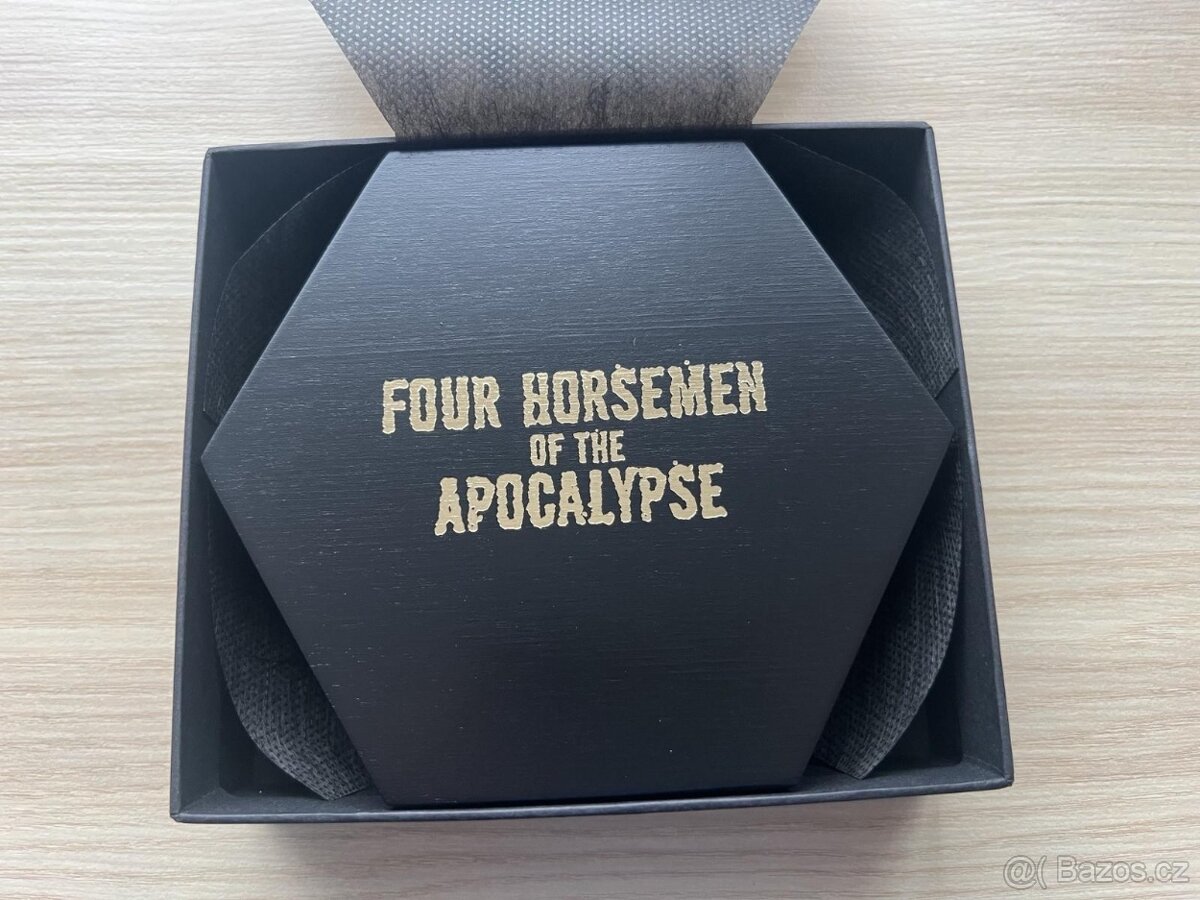 FOUR HORSEMEN
OF THE
APOCALYPSE
@( Bazos.cz